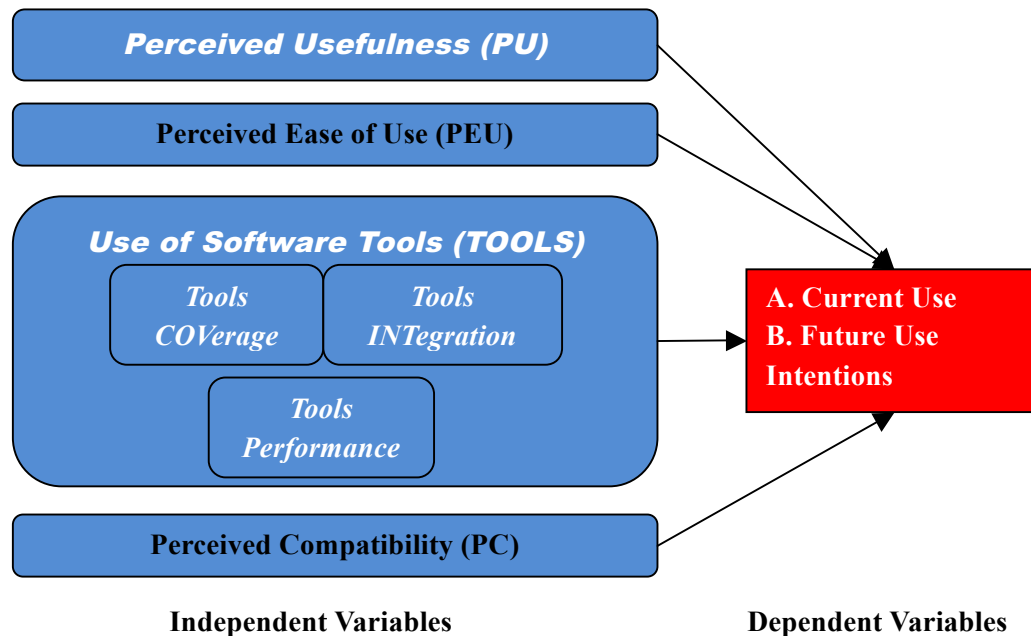 Perceived Usefulness (PU)
Perceived Ease of Use (PEU)
Use of Software Tools (TOOLS)
Tools
COVerage
Tools
INTegration
Tools
Performance
A. Current Use
B. Future Use
Intentions
Perceived Compatibility (PC)
Independent Variables
Dependent Variables